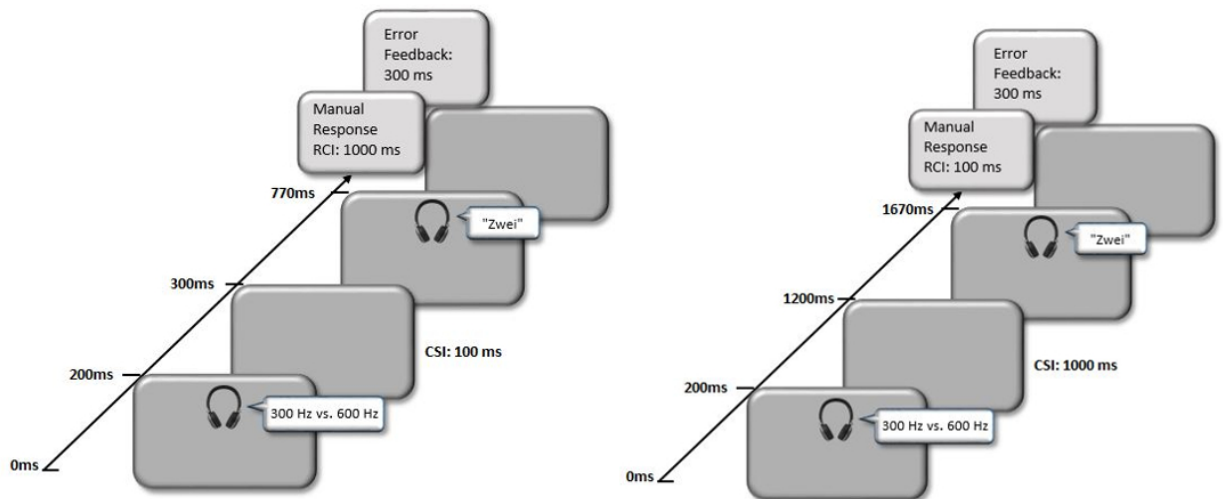 Error
Feedback:
300 ms
Manual
Response
RCI: 1000 ms
770ms
"Zwei"
300ms
CSI: 100 ms
200ms
300 Hz vs. 600 Hz
0ms
Error
Feedback:
300 ms
Manual
Response
RCI: 100 ms
1670ms
"Zwei"
1200ms
CSI: 1000 ms
200ms
300 Hz vs. 600 Hz
0ms